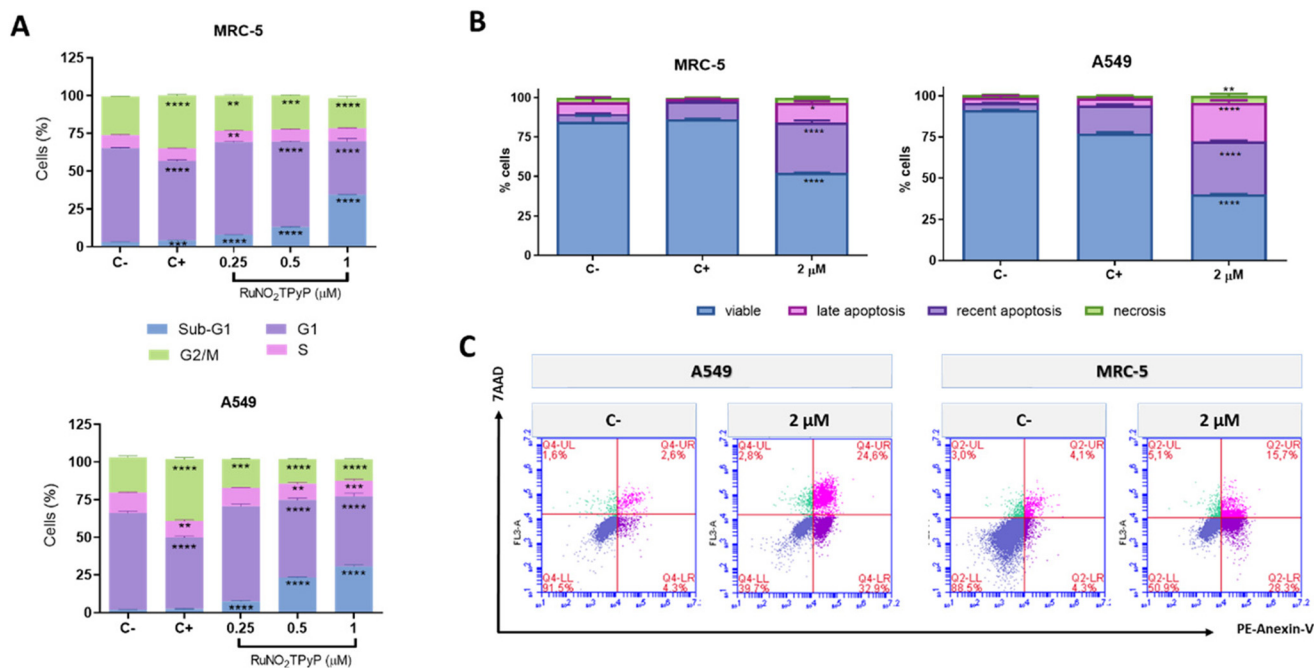 A
MRC-5
Cells (%)
125
100
75
50
25
0
**** ** *** ****
**
**** **** ****
*** **** **** ****
C- C+ 0.25 0.5 1
RuNO₂TPyP (μM)
Sub-G1 G1
G2/M S
A549
Cells (%)
125
100
75
50
25
0
**** *** **** ****
** ** ***
**** **** ****
**** **** ****
C- C+ 0.25 0.5 1
RuNO₂TPyP (μM)
B
MRC-5
% cells
100
75
50
25
0
*
****
****
C- C+ 2 μM
A549
% cells
100
75
50
25
0
**
****
****
****
C- C+ 2 μM
viable late apoptosis recent apoptosis necrosis
C
7AAD
A549
C- 2 μM
FL3-A
Q4-UL Q4-UR
1,6% 2,6%
Q4-LL Q4-LR
91,5% 4,3%
FL3-A
Q4-UL Q4-UR
2,8% 24,6%
Q4-LL Q4-LR
39,7% 32,9%
MRC-5
C- 2 μM
Q2-UL Q2-UR
3,0% 4,1%
Q2-LL Q2-LR
88,5% 4,3%
FL3-A
Q2-UL Q2-UR
5,1% 15,7%
Q2-LL Q2-LR
50,9% 28,3%
PE-Anexin-V